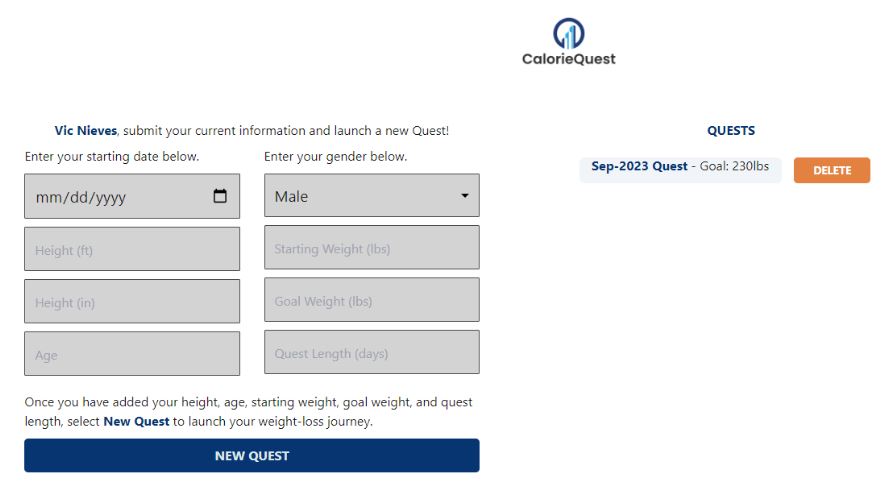 CalorieQuest
Vic Nieves, submit your current information and launch a new Quest!
Enter your starting date below.
Enter your gender below.
mm/dd/yyyy
Male
Height (ft)
Starting Weight (lbs)
Height (in)
Goal Weight (lbs)
Age
Quest Length (days)
Once you have added your height, age, starting weight, goal weight, and quest
length, select New Quest to launch your weight-loss journey.
NEW QUEST
QUESTS
Sep-2023 Quest - Goal: 230lbs
DELETE